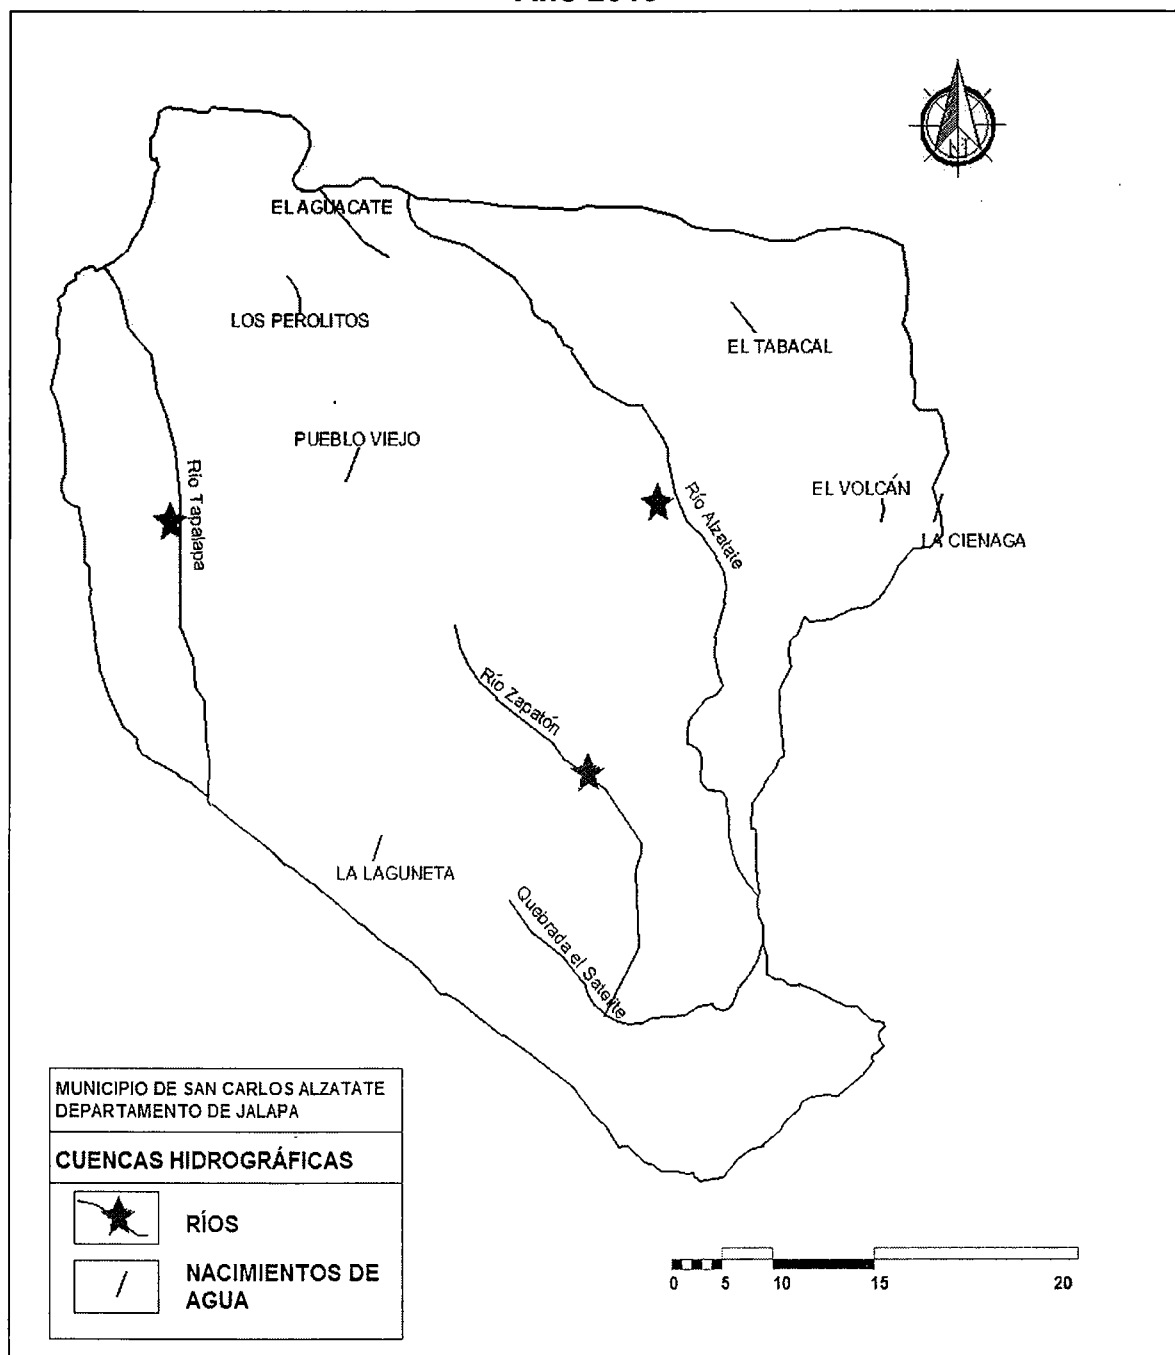 N
EL AGUACATE
LOS PEROLITOS
EL TABACAL
PUEBLO VIEJO
Río Tapalapa
Río Alzatate
EL VOLCÁN
LA CIENAGA
Río Zapatón
LA LAGUNETA
Quebrada el Satelite
MUNICIPIO DE SAN CARLOS ALZATATE
DEPARTAMENTO DE JALAPA
CUENCAS HIDROGRÁFICAS
RÍOS
NACIMIENTOS DE
AGUA
0 5 10 15 20